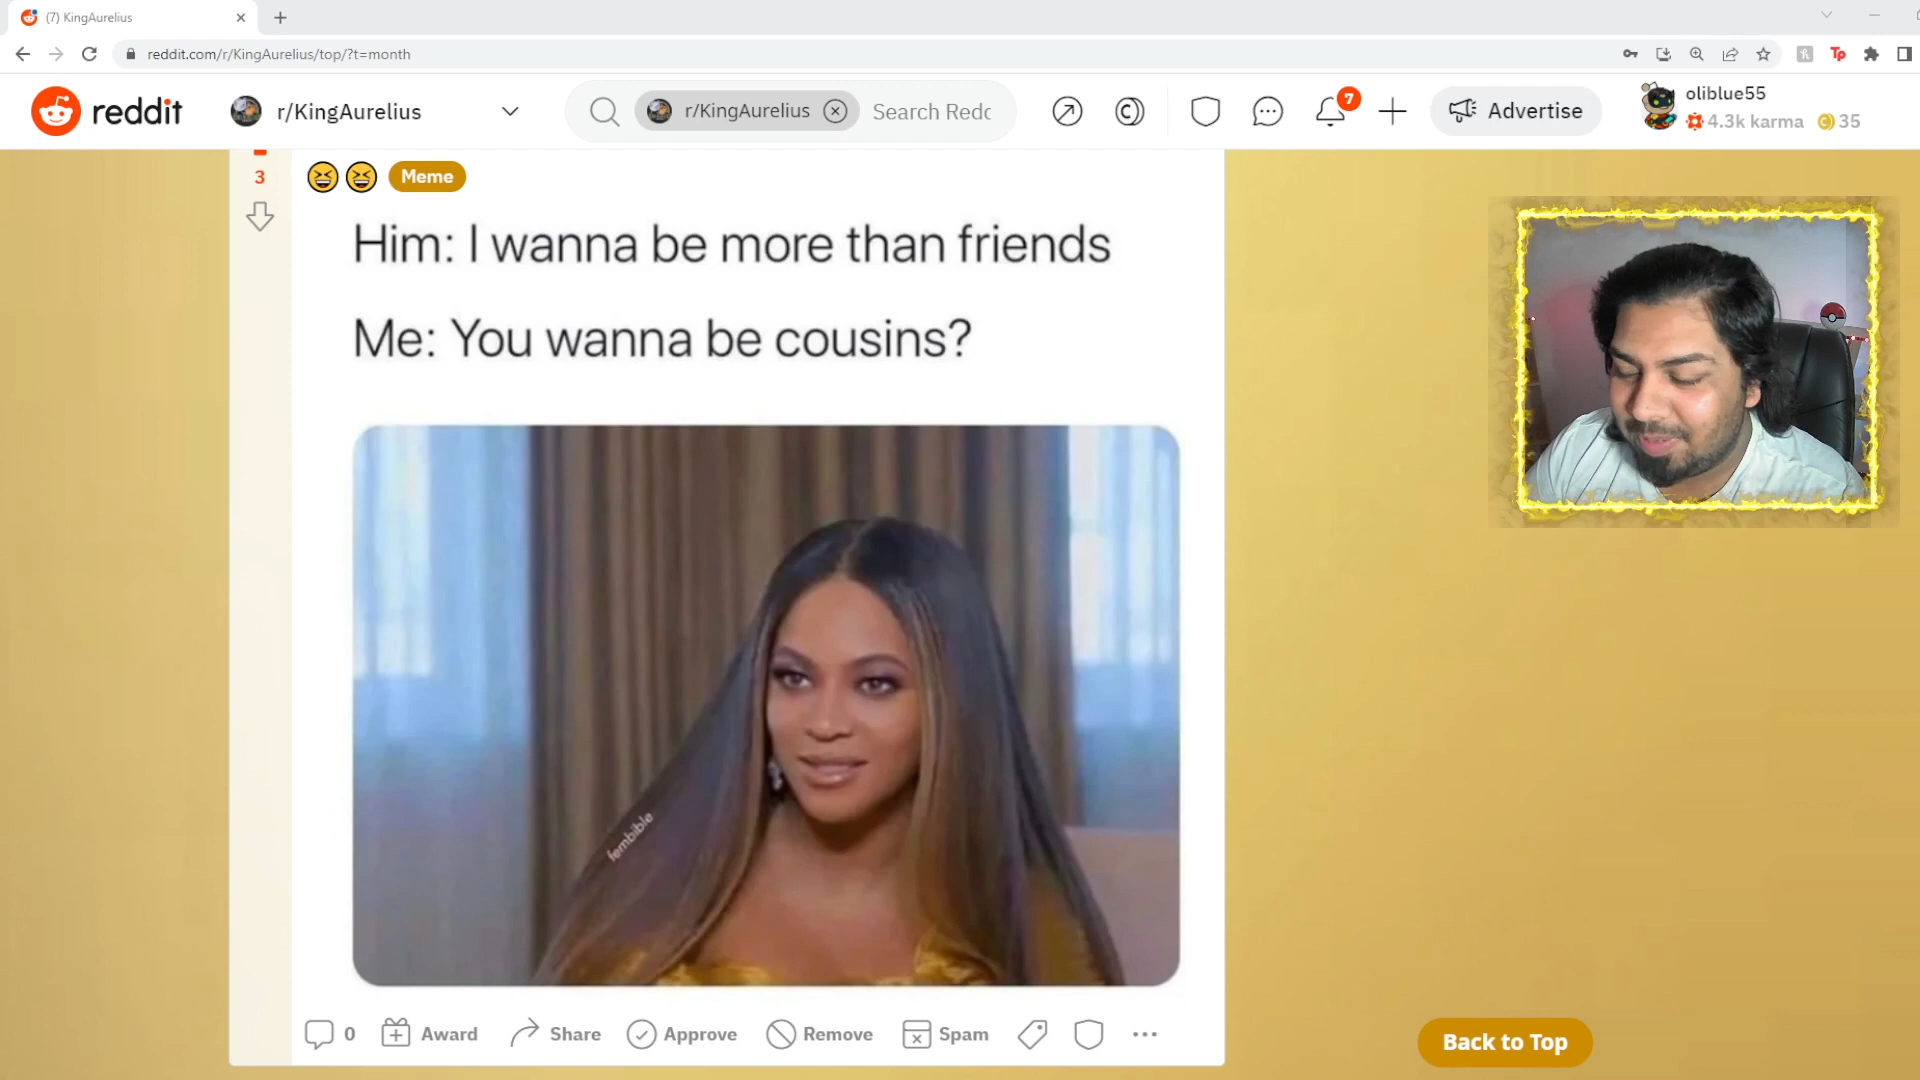 (7) KingAurelius
reddit.com/r/KingAurelius/top/?t=month
reddit
r/KingAurelius
r/KingAurelius
Search Redc
7
Advertise
oliblue55
4.3k karma
35
3
Meme
Him: I wanna be more than friends
Me: You wanna be cousins?
fembible
0
Award
Share
Approve
Remove
Spam
Back to Top